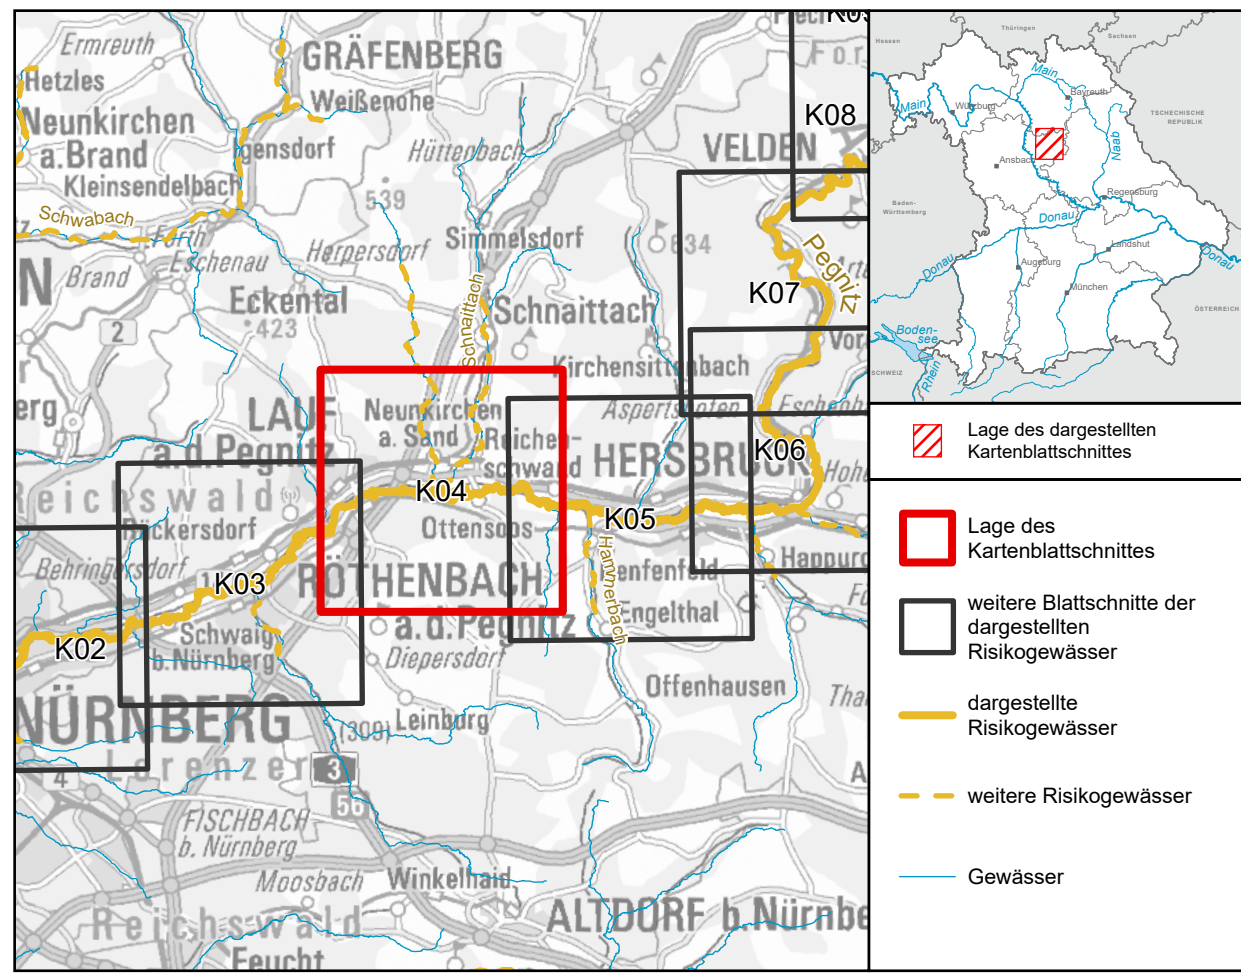 Ermreuth
GRÄFENBERG
Hetzles
Weißenohe
Neunkirchen
a.Brand
Igensdorf
Hüttenbach
Kleinsendelbach
539
Schwabach
Forth
Eschenau
Herpersdorf
Simmelsdorf
VELDEN
K08
K09
634
Pegnitz
Brand
Eckental
423
2
Schnaittach
Schnaittach
K07
Kirchensittenbach
LAUF
a.d.Pegnitz
Neunkirchen
a. Sand
Reichen-
schwand
HERSBRUCK
K06
K04
K05
Reichswald
Rückersdorf
Ottensoos
Behringersdorf
K03
RÖTHENBACH
a.d.Pegnitz
Hammerbach
Engelthal
K02
Schwaig
b.Nürnberg
Diepersdorf
Offenhausen
NÜRNBERG
Leinburg
Lorenzer
3
56
4
FISCHBACH
b. Nürnberg
Moosbach
Winkelhaid
Reichswald
ALTDORF b.Nürnbe
Feucht
Hessen
Thüringen
Sachsen
Main
Main
Bayreuth
Würzburg
TSCHECHISCHE
REPUBLIK
Ansbach
Naab
Baden-
Württemberg
Regensburg
Donau
Donau
Landshut
Donau
Augsburg
München
ÖSTERREICH
Boden-
see
Rhein
SCHWEIZ
Lage des dargestellten
Kartenblattschnittes
Lage des
Kartenblattschnittes
weitere Blattschnitte der
dargestellten
Risikogewässer
dargestellte
Risikogewässer
weitere Risikogewässer
Gewässer